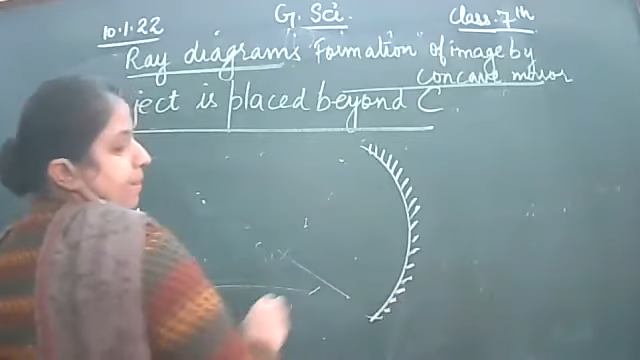 10.1.22 G. Sci. Class. 7th
Ray diagrams "Formation" of image by
concave mirror
ject is placed beyond C